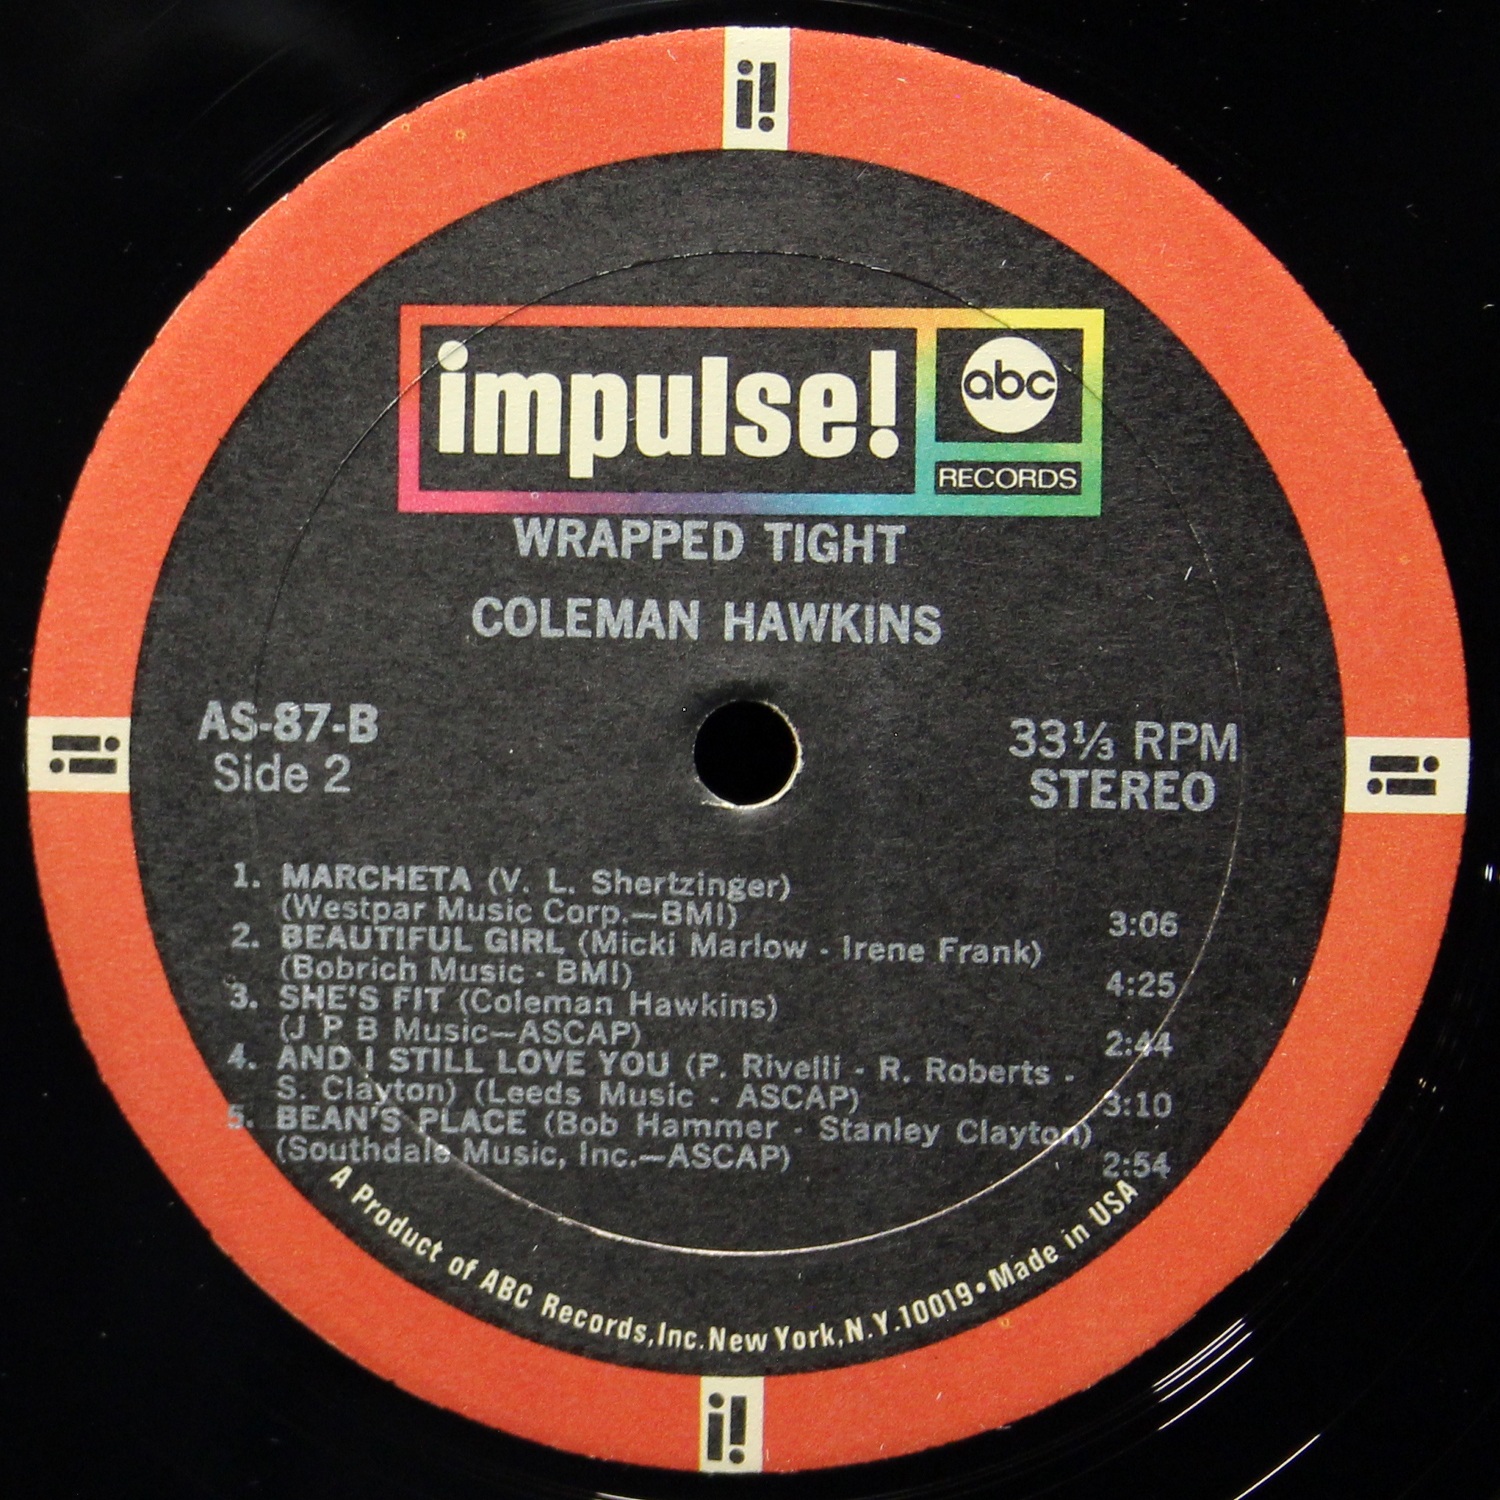 i!
impulse! abc
RECORDS
WRAPPED TIGHT
COLEMAN HAWKINS
AS-87-B
Side 2
33⅓ RPM
STEREO
i!
i!
1. MARCHETA (V. L. Shertzinger)
(Westpar Music Corp.—BMI) 3:06
2. BEAUTIFUL GIRL (Micki Marlow - Irene Frank)
(Bobrich Music - BMI) 4:25
3. SHE'S FIT (Coleman Hawkins)
(J P B Music—ASCAP) 2:44
4. AND I STILL LOVE YOU (P. Rivelli - R. Roberts -
S. Clayton) (Leeds Music - ASCAP) 3:10
5. BEAN'S PLACE (Bob Hammer - Stanley Clayton)
(Southdale Music, Inc.—ASCAP) 2:54
A Product of ABC Records, Inc. New York, N.Y. 10019 • Made in USA
i!